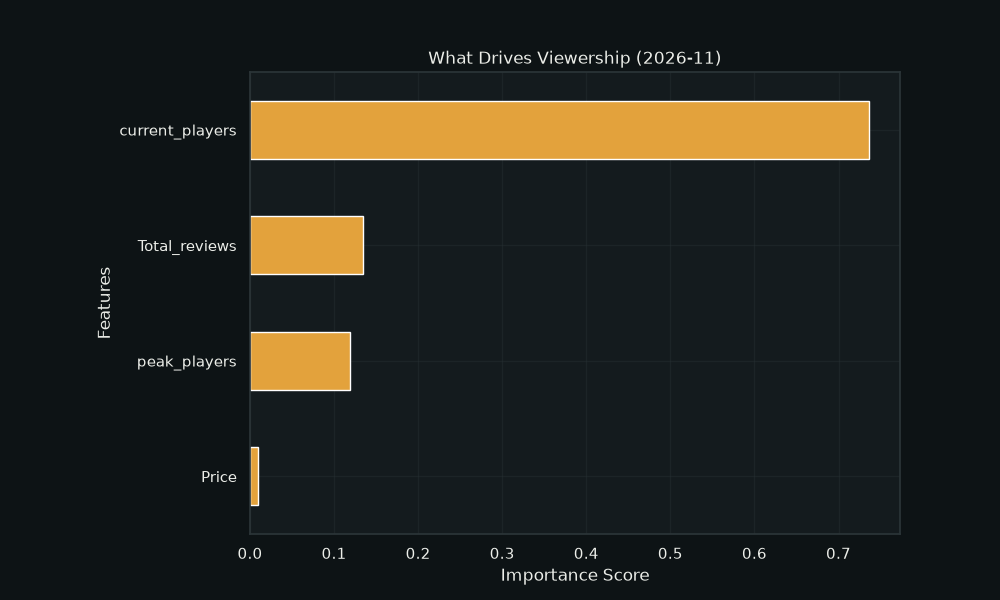 What Drives Viewership (2026-11)
current_players
Total_reviews
peak_players
Price
Features
0.0 0.1 0.2 0.3 0.4 0.5 0.6 0.7
Importance Score